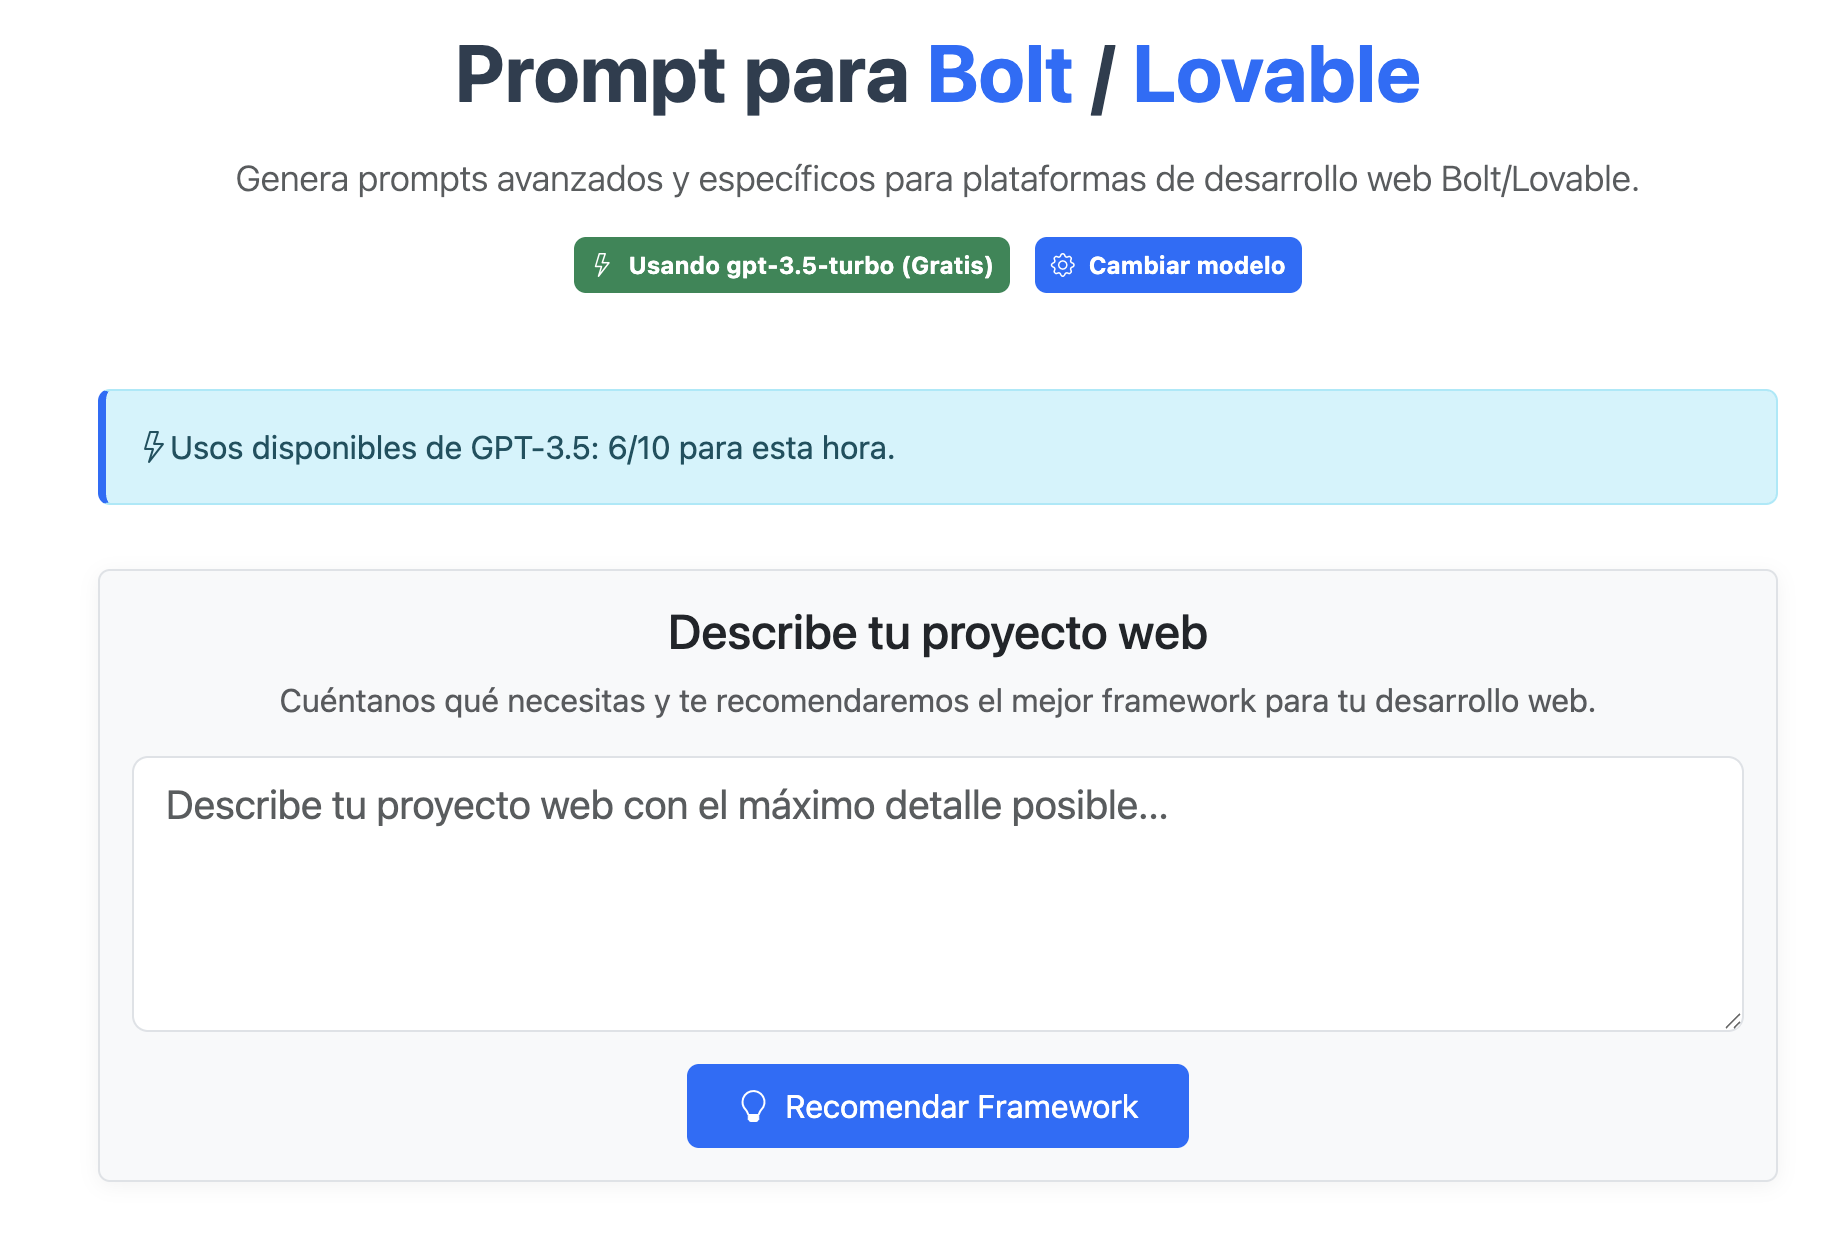 Prompt para Bolt / Lovable
Genera prompts avanzados y específicos para plataformas de desarrollo web Bolt/Lovable.
Usando gpt-3.5-turbo (Gratis)
Cambiar modelo
Usos disponibles de GPT-3.5: 6/10 para esta hora.
Describe tu proyecto web
Cuéntanos qué necesitas y te recomendaremos el mejor framework para tu desarrollo web.
Describe tu proyecto web con el máximo detalle posible...
Recomendar Framework